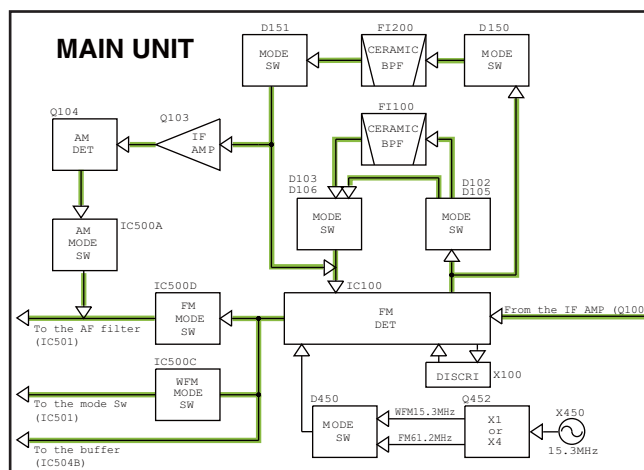 MAIN UNIT
D151
MODE
SW
FI200
CERAMIC
BPF
D150
MODE
SW
Q104
AM
DET
Q103
IF
AMP
FI100
CERAMIC
BPF
D103
D106
MODE
SW
D102
D105
MODE
SW
AM
MODE
SW
IC500A
IC500D
FM
MODE
SW
IC100
FM
DET
From the IF AMP (Q100
To the AF filter
(IC501)
IC500C
WFM
MODE
SW
DISCRI
X100
To the mode Sw
(IC501)
D450
MODE
SW
WFM15.3MHz
FM61.2MHz
Q452
X1
or
X4
X450
15.3MHz
To the buffer
(IC504B)